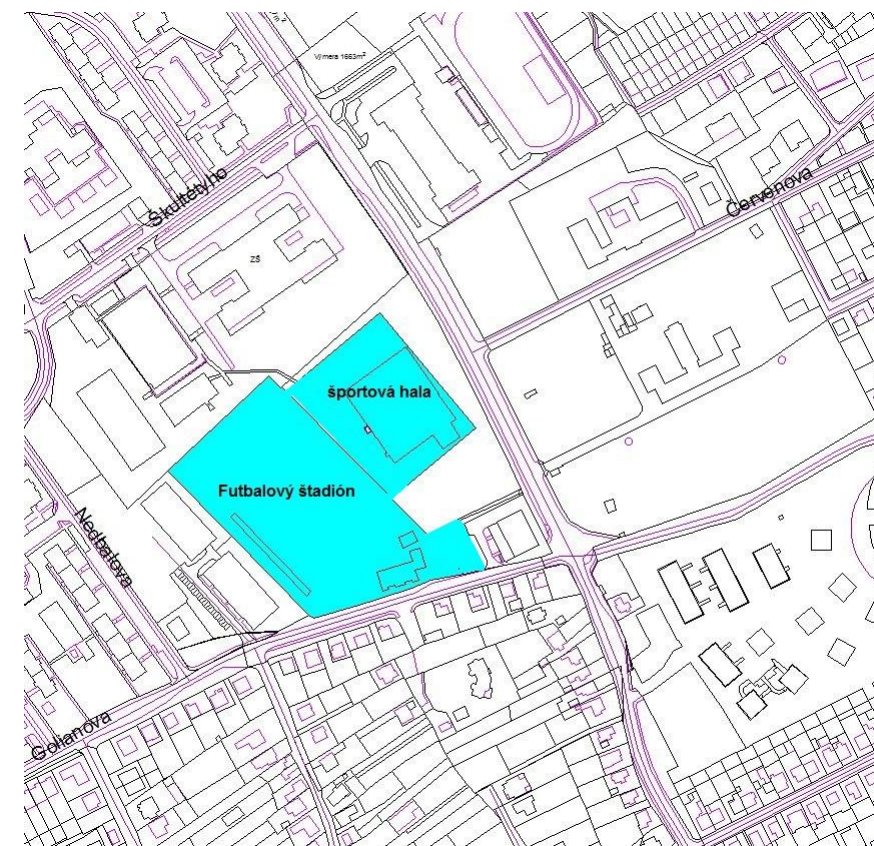 Výmera 1663m²
Škultétyho
Červenova
ZŠ
športová hala
Futbalový štadión
Nedbalova
Golianova